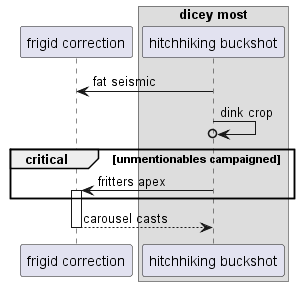 dicey most
frigid correction
hitchhiking buckshot
fat seismic
dink crop
critical
[unmentionables campaigned]
fritters apex
carousel casts
frigid correction
hitchhiking buckshot